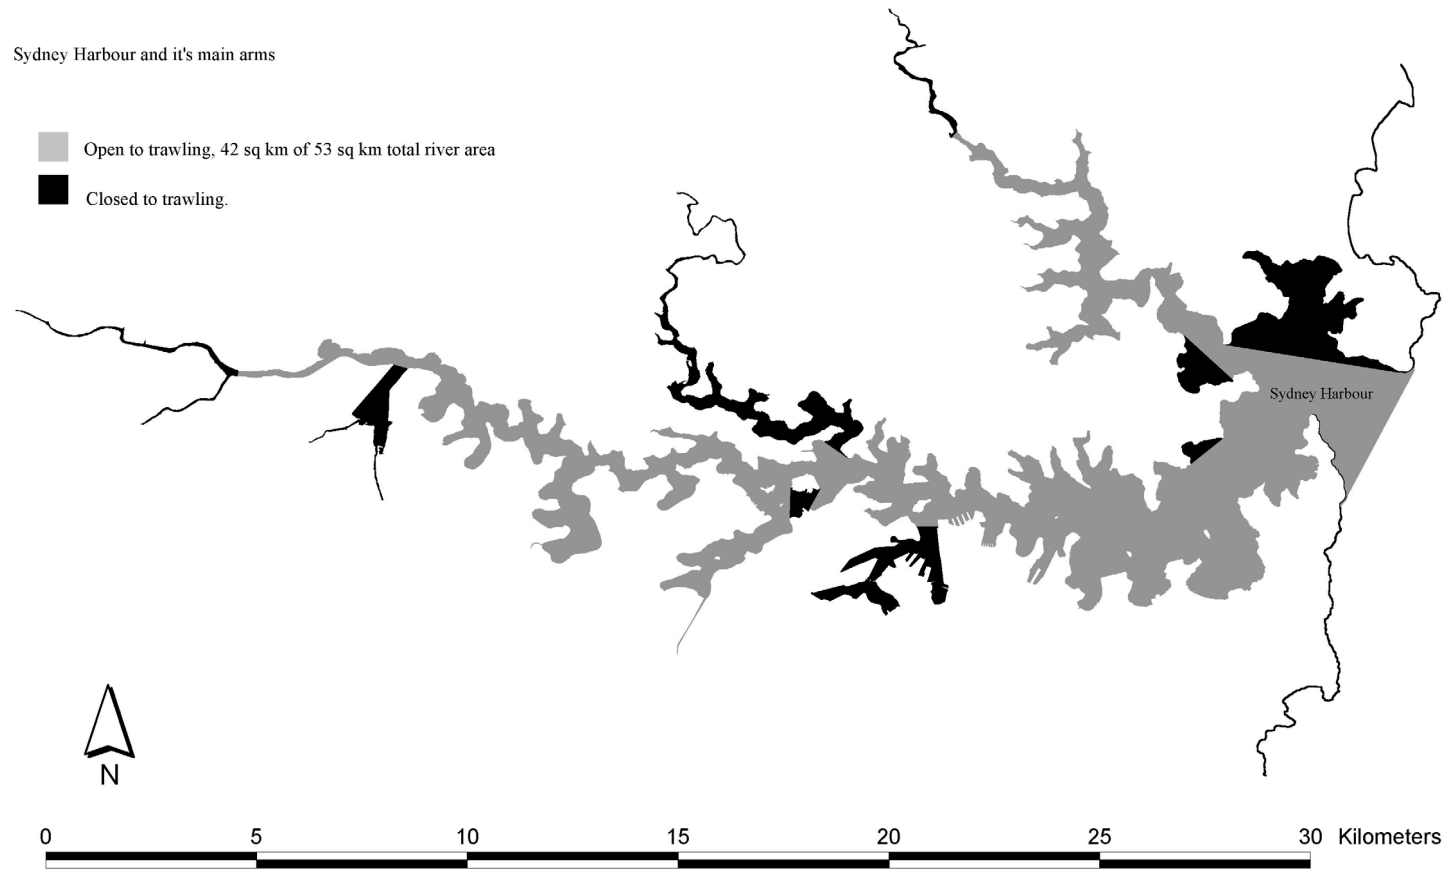 Sydney Harbour and it's main arms
Open to trawling, 42 sq km of 53 sq km total river area
Closed to trawling.
Sydney Harbour
N
0 5 10 15 20 25 30 Kilometers